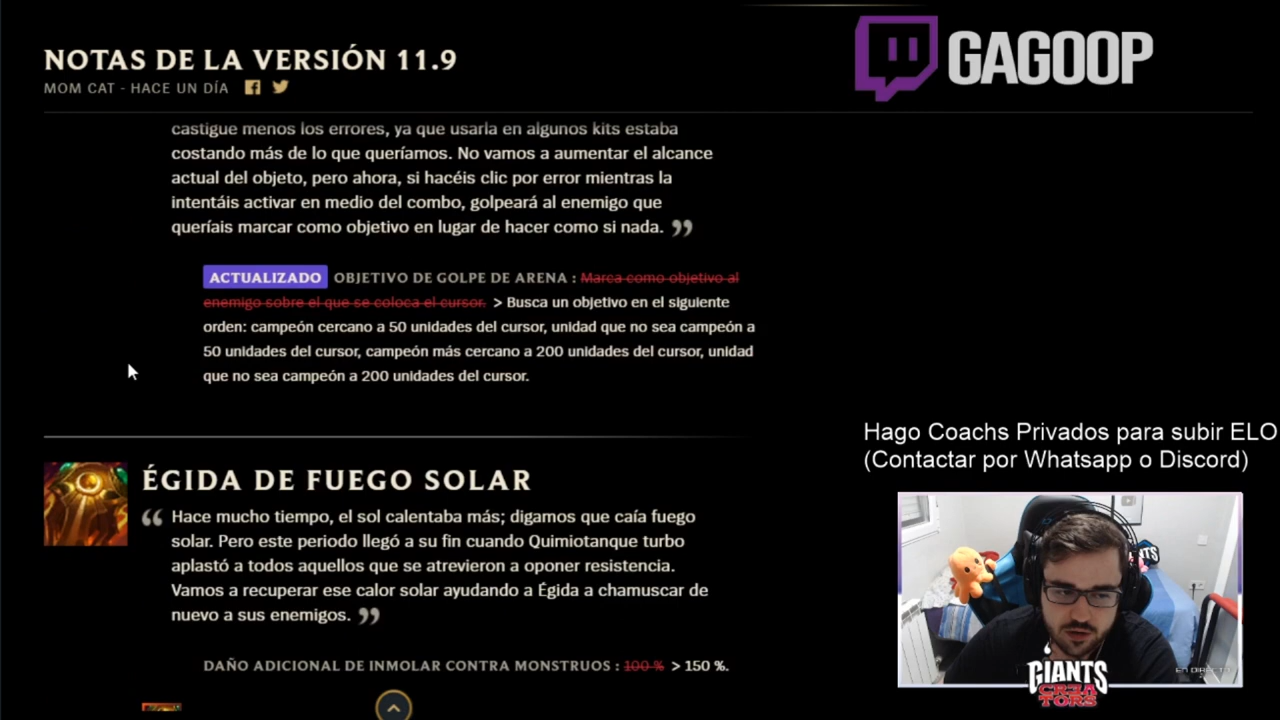 NOTAS DE LA VERSIÓN 11.9
MOM CAT - HACE UN DÍA
GAGOOP
castigue menos los errores, ya que usarla en algunos kits estaba
costando más de lo que queríamos. No vamos a aumentar el alcance
actual del objeto, pero ahora, si hacéis clic por error mientras la
intentáis activar en medio del combo, golpeará al enemigo que
queríais marcar como objetivo en lugar de hacer como si nada. ”
ACTUALIZADO OBJETIVO DE GOLPE DE ARENA : Marca como objetivo al
enemigo sobre el que se coloca el cursor. > Busca un objetivo en el siguiente
orden: campeón cercano a 50 unidades del cursor, unidad que no sea campeón a
50 unidades del cursor, campeón más cercano a 200 unidades del cursor, unidad
que no sea campeón a 200 unidades del cursor.
ÉGIDA DE FUEGO SOLAR
“ Hace mucho tiempo, el sol calentaba más; digamos que caía fuego
solar. Pero este periodo llegó a su fin cuando Quimiotanque turbo
aplastó a todos aquellos que se atrevieron a oponer resistencia.
Vamos a recuperar ese calor solar ayudando a Égida a chamuscar de
nuevo a sus enemigos. ”
DAÑO ADICIONAL DE INMOLAR CONTRA MONSTRUOS : 100 % > 150 %.
Hago Coachs Privados para subir ELO
(Contactar por Whatsapp o Discord)
GIANTS
CREA
TORS
EN DIRECTO